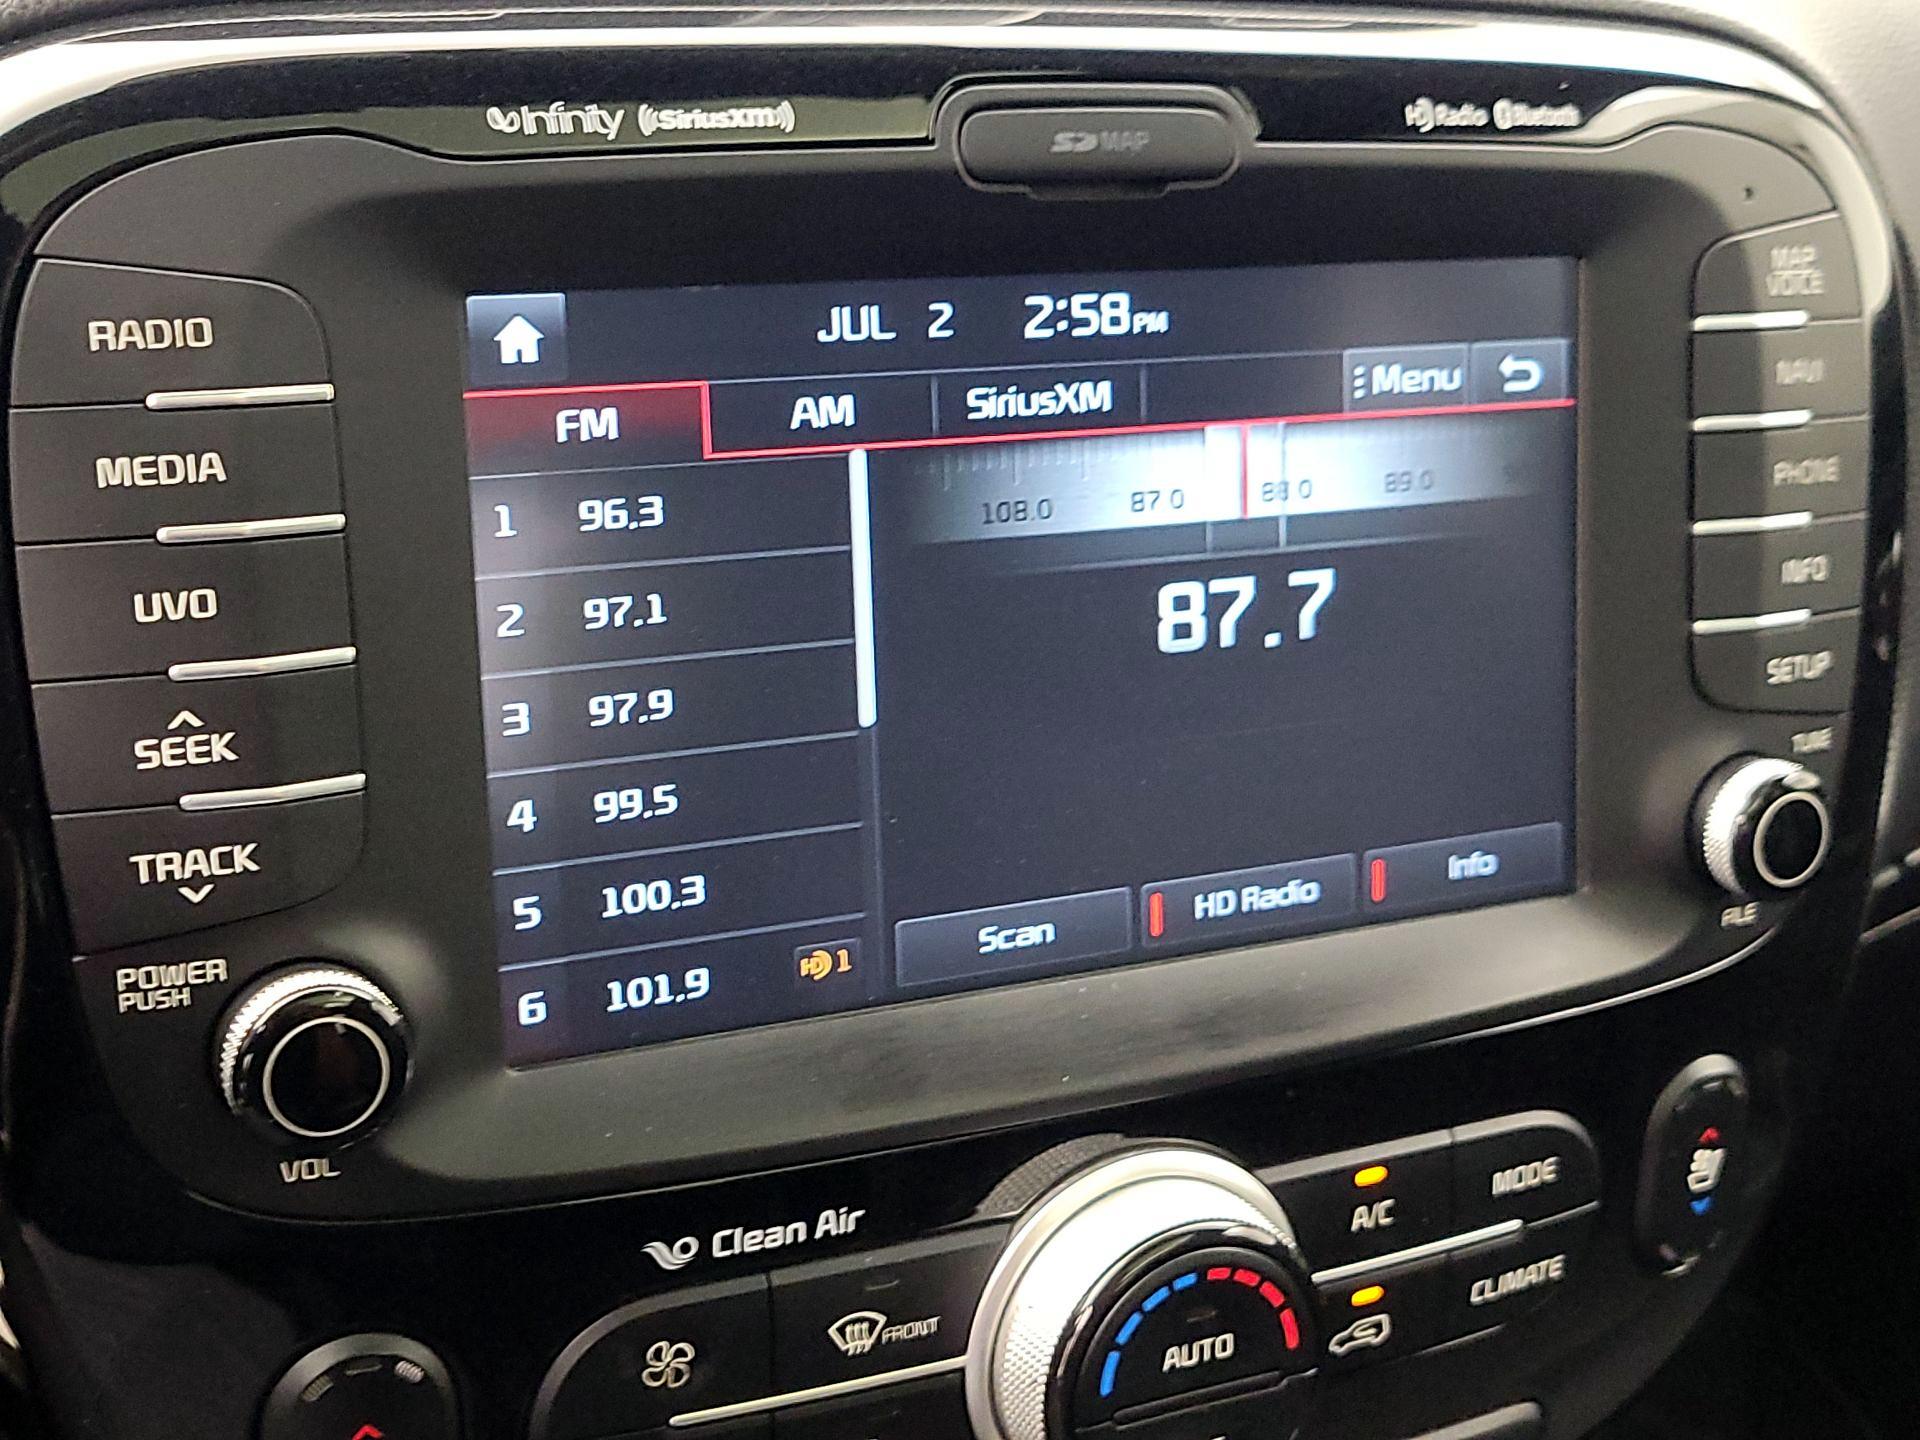 Infinity ((SiriusXM))
SD MAP
HD Radio Bluetooth
RADIO
MEDIA
UVO
SEEK
TRACK
POWER
PUSH
VOL
JUL 2 2:58PM
FM AM SiriusXM Menu
108.0 87.0 88.0 89.0
87.7
1 96.3
2 97.1
3 97.9
4 99.5
5 100.3
6 101.9 HD 1
Scan HD Radio Info
MAP
VOICE
NAVI
PHONE
INFO
SETUP
TUNE
FILE
Clean Air
FRONT
AUTO
A/C
MODE
CLIMATE